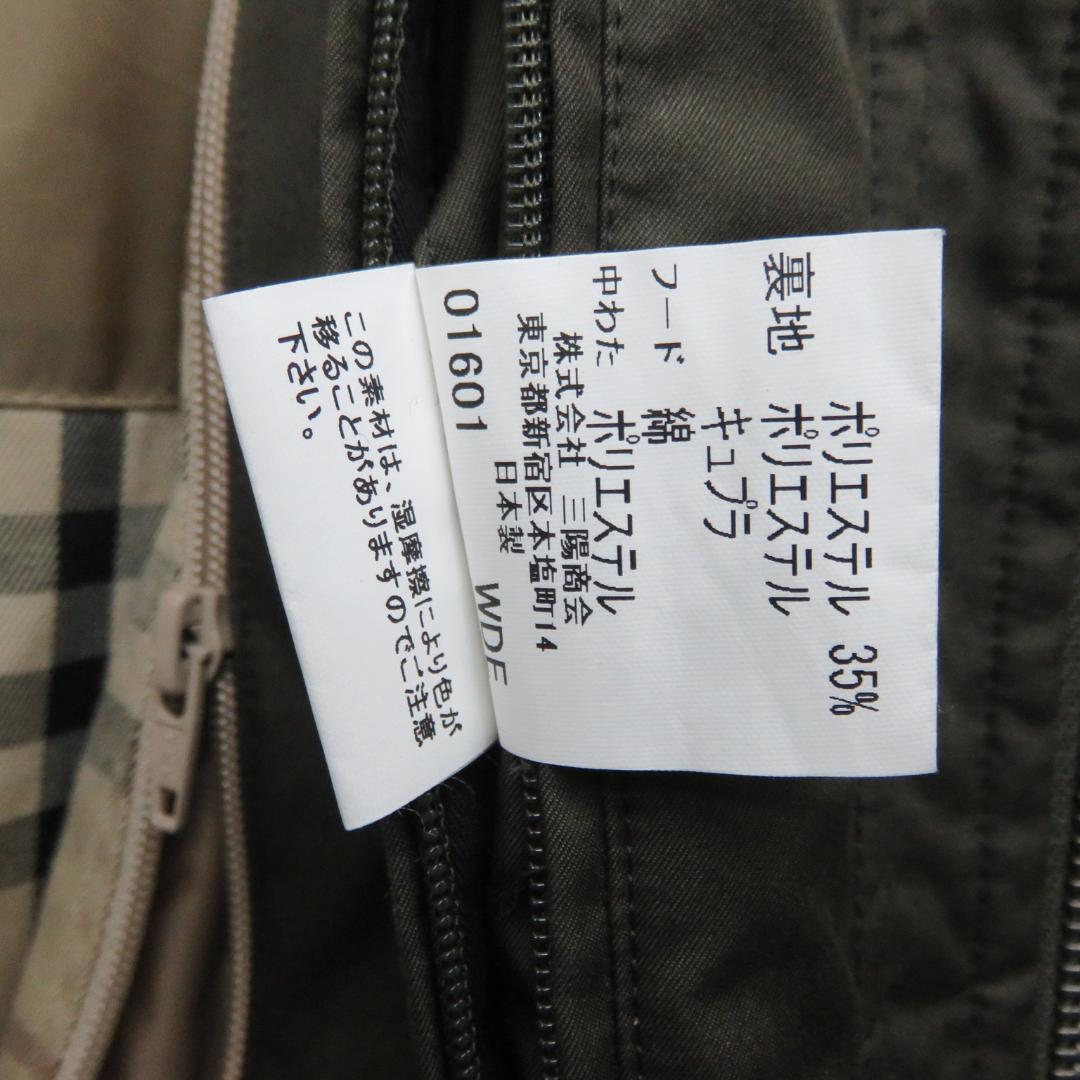 ポリエステル 35%
裏地 ポリエステル
キュプラ
フード 綿
中わた ポリエステル
株式会社 三陽商会
東京都新宿区本塩町14
日本製
01601 WDF
この素材は、湿摩擦により色が
移ることがありますのでご注意
下さい。